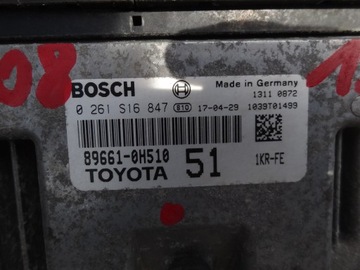 08
BOSCH
Made in Germany
1311 0872
0 261 S16 847 610 17-04-29 1039T01499
89661-0H510
51
1KR-FE
TOYOTA